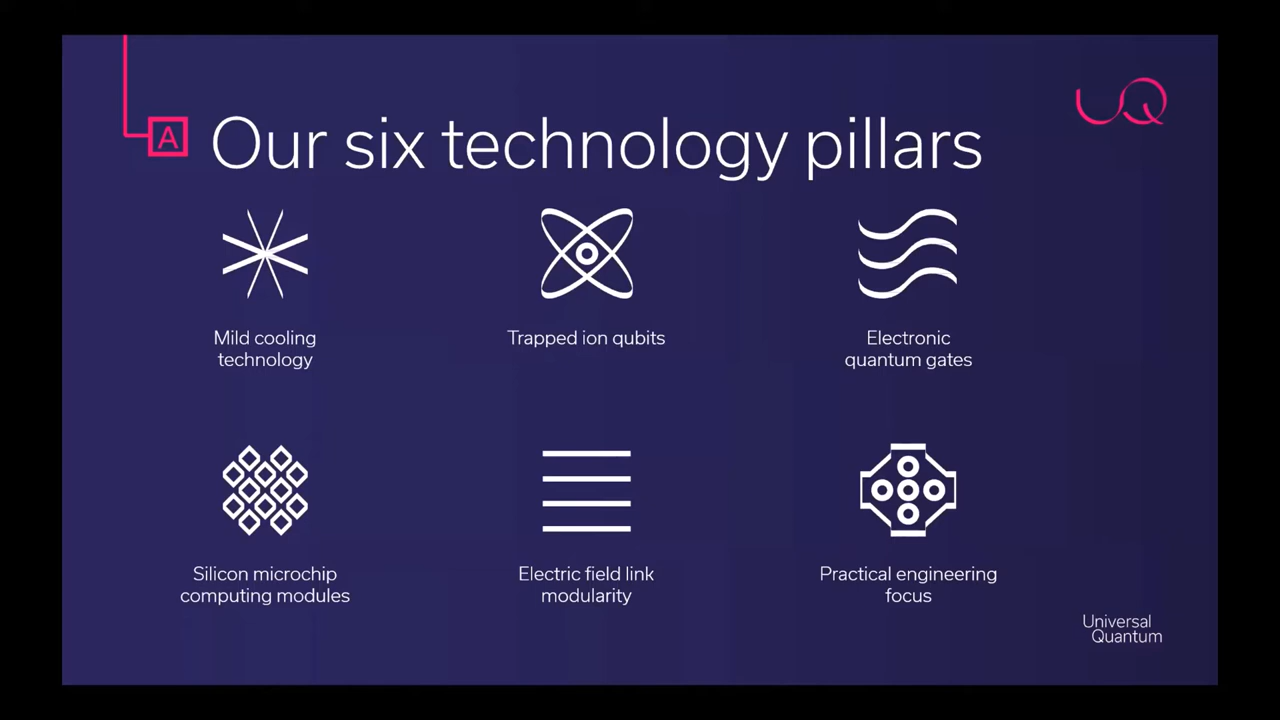 UQ
A
Our six technology pillars
Mild cooling
technology
Trapped ion qubits
Electronic
quantum gates
Silicon microchip
computing modules
Electric field link
modularity
Practical engineering
focus
Universal
Quantum